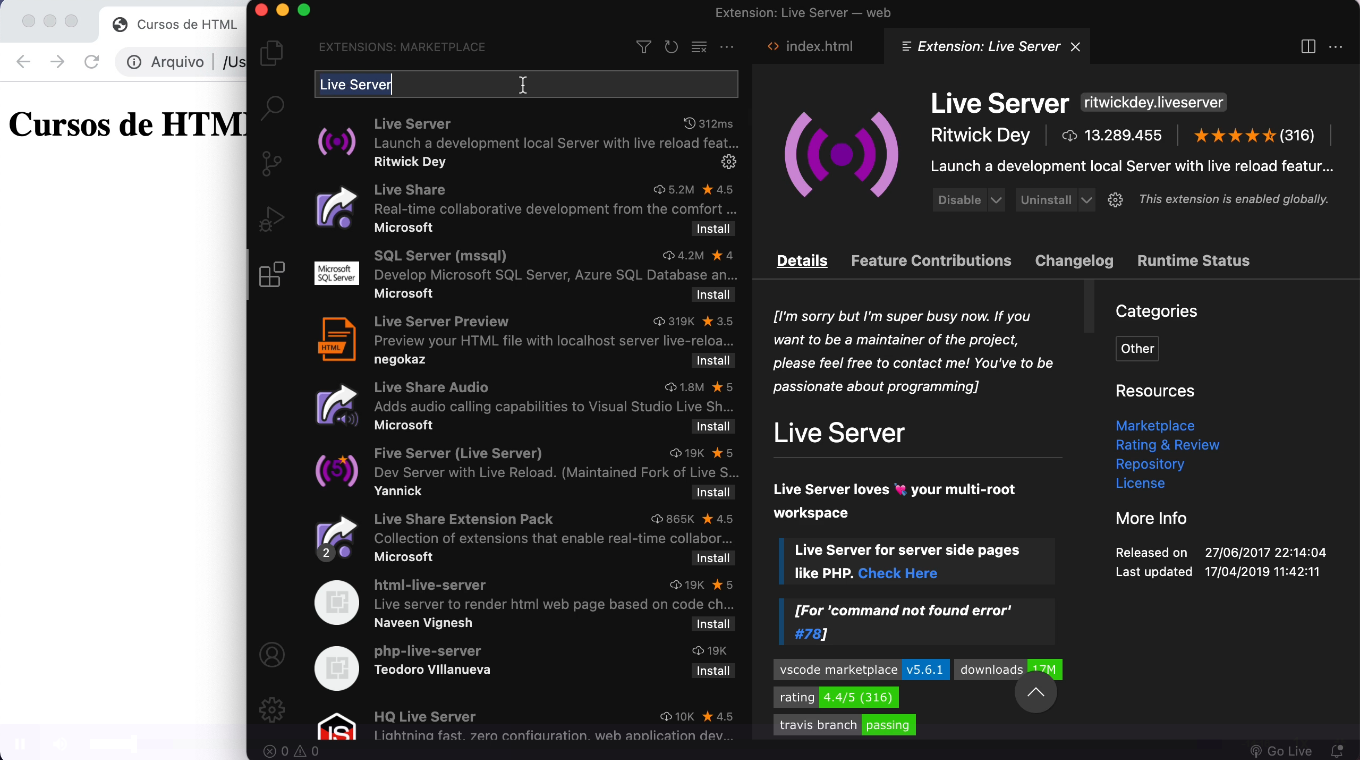 Cursos de HTML
Arquivo | /Us
Cursos de HTM
Extension: Live Server — web
EXTENSIONS: MARKETPLACE
Live Server
Live Server
312ms
Launch a development local Server with live reload feat...
Ritwick Dey
Live Share
5.2M ★ 4.5
Real-time collaborative development from the comfort ...
Microsoft
Install
Microsoft
SQL Server
SQL Server (mssql)
4.2M ★ 4
Develop Microsoft SQL Server, Azure SQL Database an...
Microsoft
Install
HTML
Live Server Preview
319K ★ 3.5
Preview your HTML file with localhost server live-reloa...
negokaz
Install
Live Share Audio
1.8M ★ 5
Adds audio calling capabilities to Visual Studio Live Sh...
Microsoft
Install
5
Five Server (Live Server)
19K ★ 5
Dev Server with Live Reload. (Maintained Fork of Live S...
Yannick
Install
2
Live Share Extension Pack
865K ★ 4.5
Collection of extensions that enable real-time collabor...
Microsoft
Install
html-live-server
19K ★ 5
Live server to render html web page based on code ch...
Naveen Vignesh
Install
php-live-server
19K
Teodoro VIllanueva
Install
JS
HQ Live Server
10K ★ 4.5
Lightning fast, zero configuration, web application dev...
0 0
index.html
Extension: Live Server
Live Server ritwickdey.liveserver
Ritwick Dey | 13.289.455 | (316) |
Launch a development local Server with live reload featur...
Disable Uninstall This extension is enabled globally.
Details Feature Contributions Changelog Runtime Status
[I'm sorry but I'm super busy now. If you
want to be a maintainer of the project,
please feel free to contact me! You've to be
passionate about programming]
Live Server
Live Server loves 💘 your multi-root
workspace
Live Server for server side pages
like PHP. Check Here
[For 'command not found error'
#78]
vscode marketplace v5.6.1 downloads 17M
rating 4.4/5 (316)
travis branch passing
Categories
Other
Resources
Marketplace
Rating & Review
Repository
License
More Info
Released on 27/06/2017 22:14:04
Last updated 17/04/2019 11:42:11
Go Live